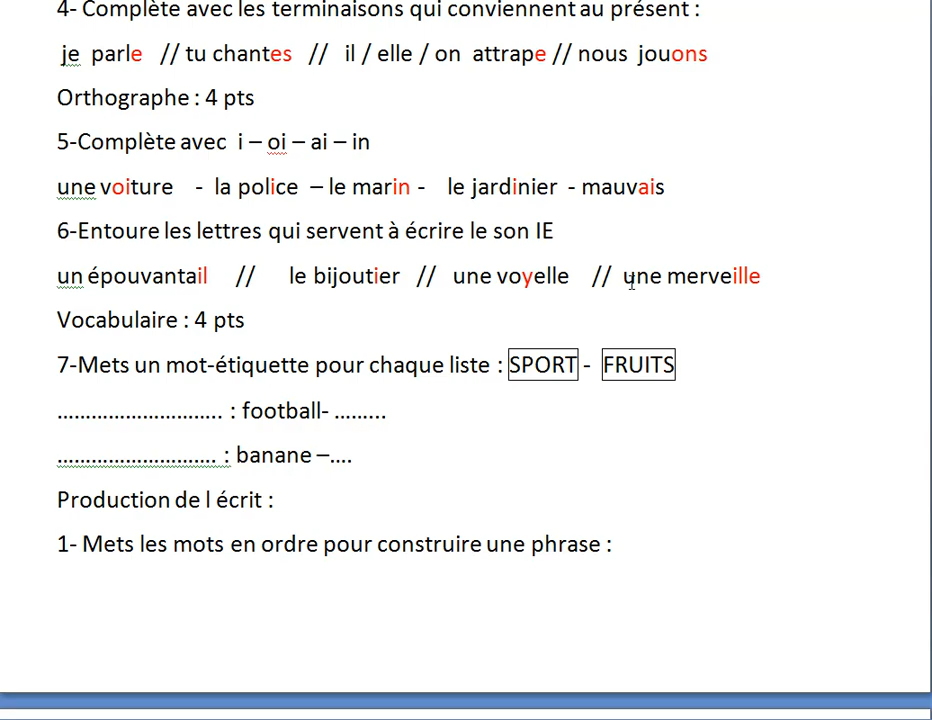 4- Complète avec les terminaisons qui conviennent au présent :
je parle // tu chantes // il / elle / on attrape // nous jouons
Orthographe : 4 pts
5-Complète avec i – oi – ai – in
une voiture - la police – le marin - le jardinier - mauvais
6-Entoure les lettres qui servent à écrire le son IE
un épouvantail // le bijoutier // une voyelle // une merveille
Vocabulaire : 4 pts
7-Mets un mot-étiquette pour chaque liste : SPORT - FRUITS
............................. : football- .........
............................ : banane –....
Production de l écrit :
1- Mets les mots en ordre pour construire une phrase :